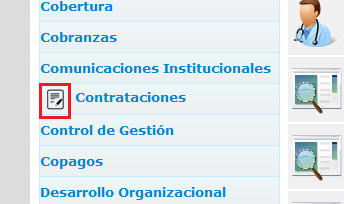 Cobertura
Cobranzas
Comunicaciones Institucionales
Contrataciones
Control de Gestión
Copagos
Desarrollo Organizacional